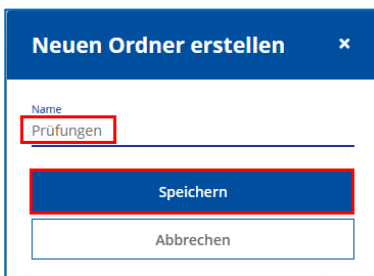 Neuen Ordner erstellen ×
Name
Prüfungen
Speichern
Abbrechen